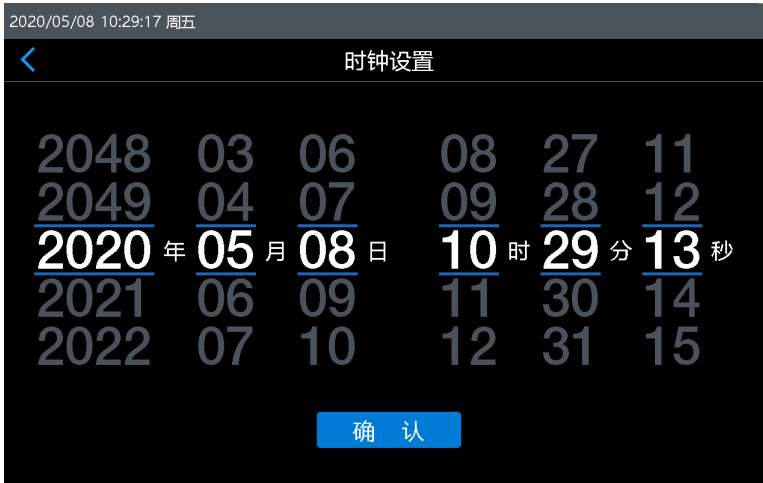 2020/05/08 10:29:17 周五
时钟设置
2048 03 06 08 27 11
2049 04 07 09 28 12
2020 年 05 月 08 日 10 时 29 分 13 秒
2021 06 09 11 30 14
2022 07 10 12 31 15
确 认